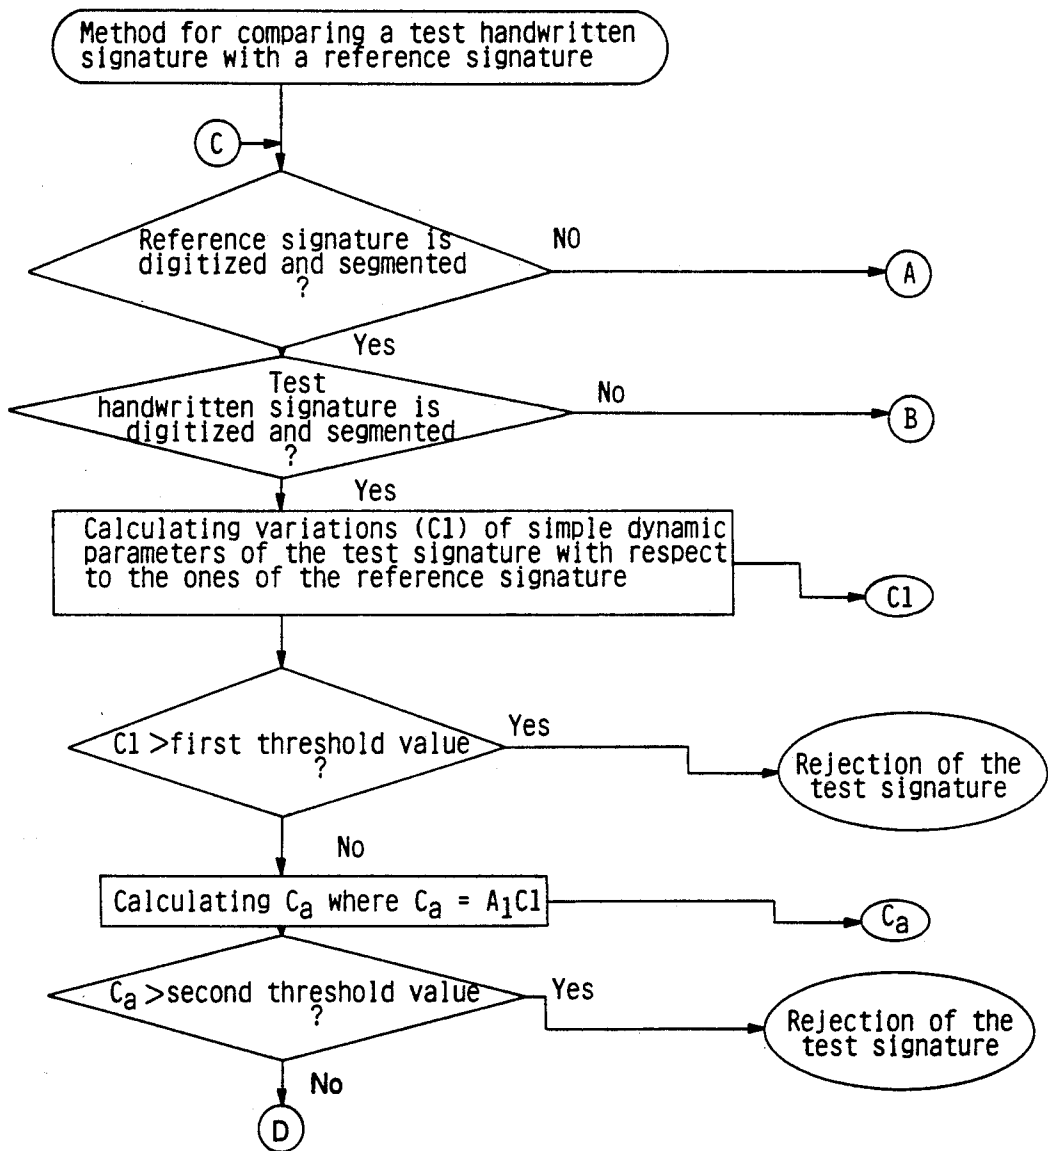 Method for comparing a test handwritten
signature with a reference signature
C
Reference signature is
digitized and segmented
?
NO
A
Yes
Test
handwritten signature is
digitized and segmented
?
No
B
Yes
Calculating variations (C1) of simple dynamic
parameters of the test signature with respect
to the ones of the reference signature
C1
C1 >first threshold value
?
Yes
Rejection of the
test signature
No
Calculating Ca where Ca = A1C1
Ca
Ca >second threshold value
?
Yes
Rejection of the
test signature
No
D